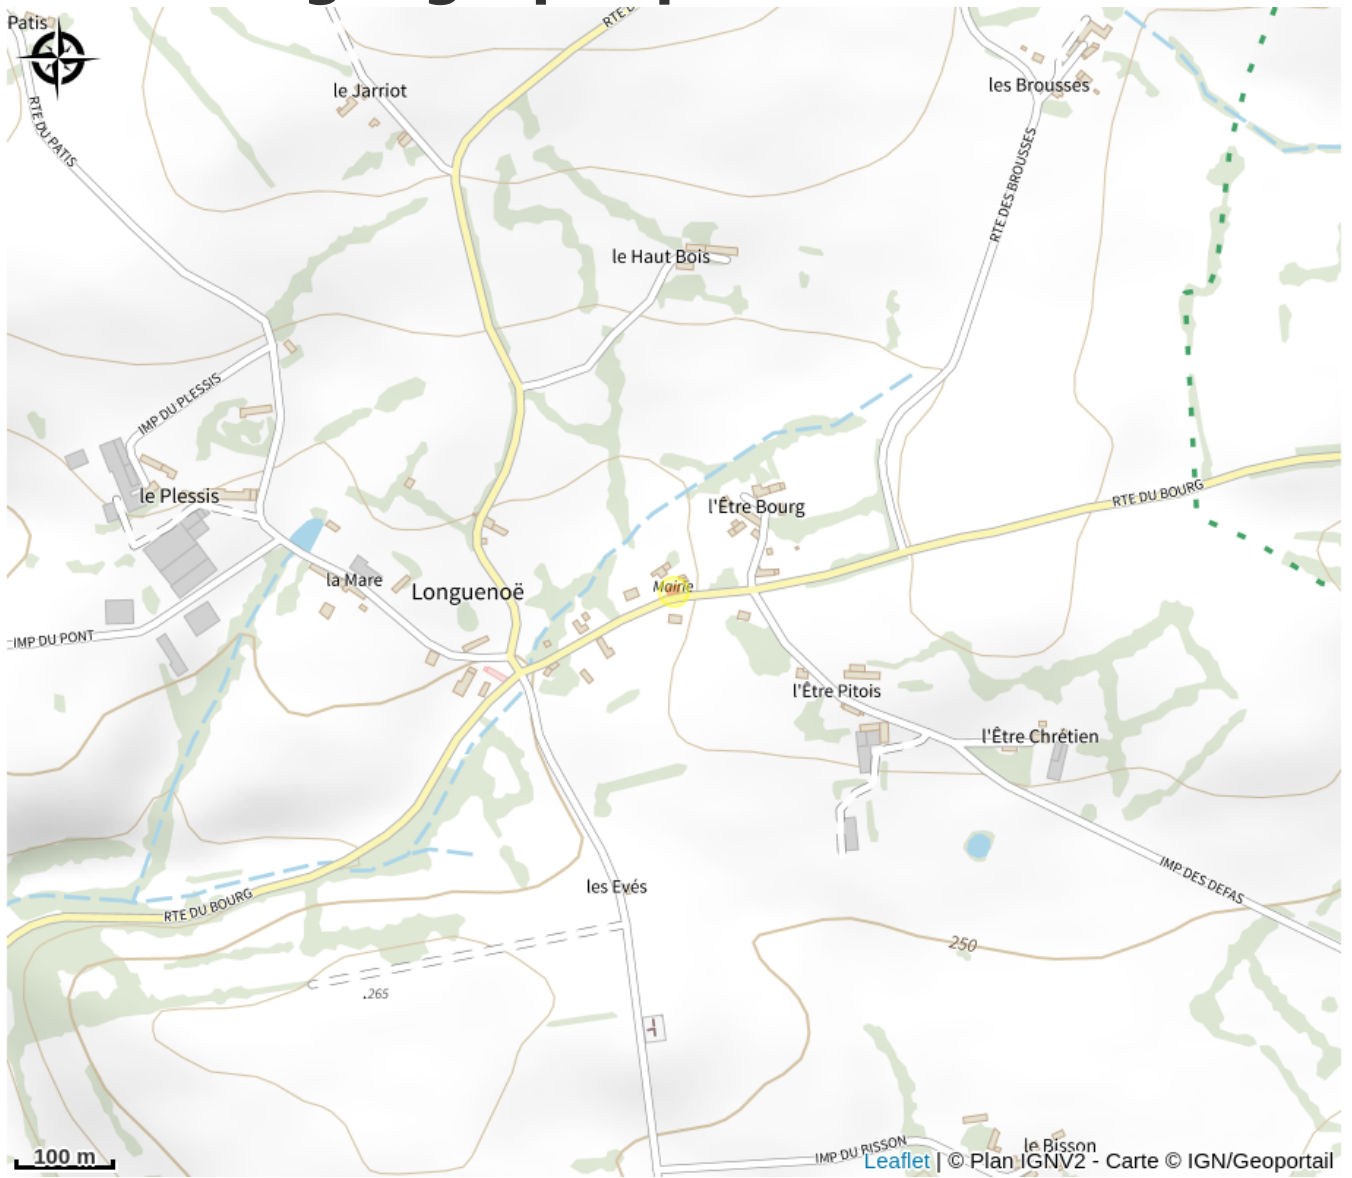 Patis
RTE D
le Jarriot
les Brousses
RTE DU PATIS
RTE DES BROUSSES
le Haut Bois
IMP DU PLESSIS
le Plessis
l'Être Bourg
RTE DU BOURG
la Mare
Longuenoë
Mairie
IMP DU PONT
l'Être Pitois
l'Être Chrétien
les Evés
IMP DES DEFAS
RTE DU BOURG
250
.265
le Bisson
IMP DU BISSON
100 m
Leaflet | © Plan IGNV2 - Carte © IGN/Geoportail